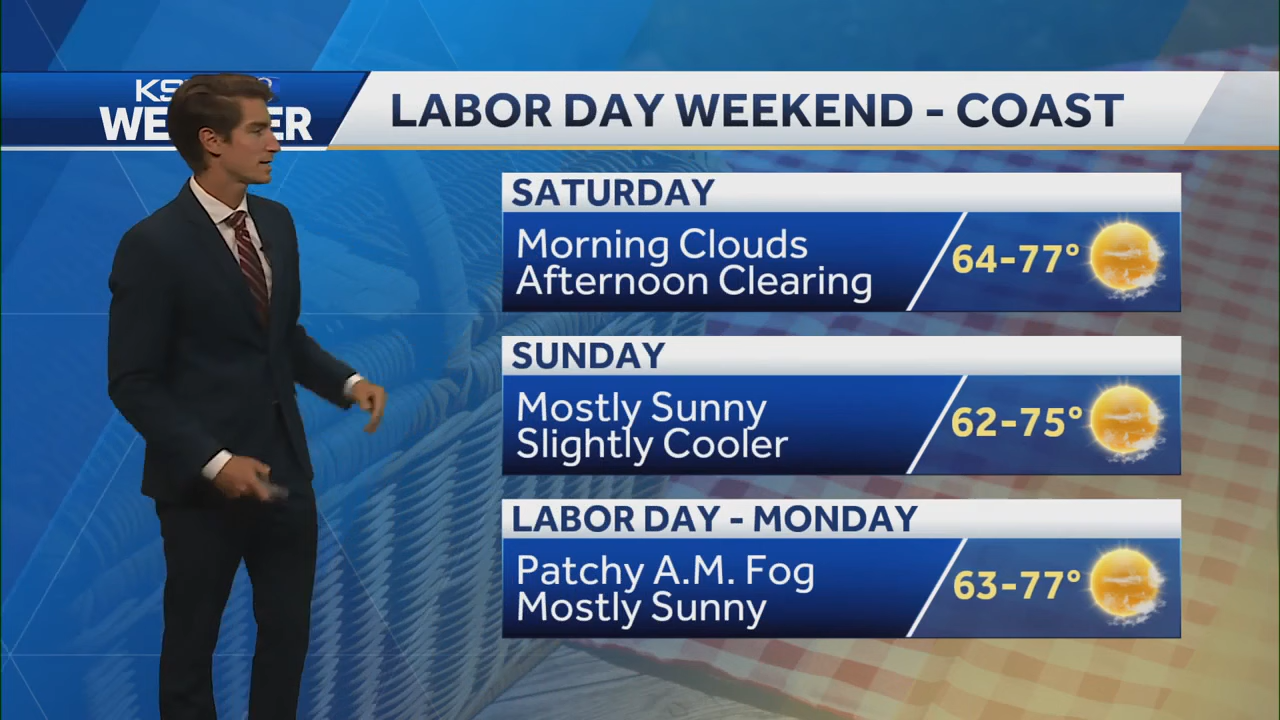 LABOR DAY WEEKEND - COAST
SATURDAY
Morning Clouds
Afternoon Clearing
64-77°
SUNDAY
Mostly Sunny
Slightly Cooler
62-75°
LABOR DAY - MONDAY
Patchy A.M. Fog
Mostly Sunny
63-77°